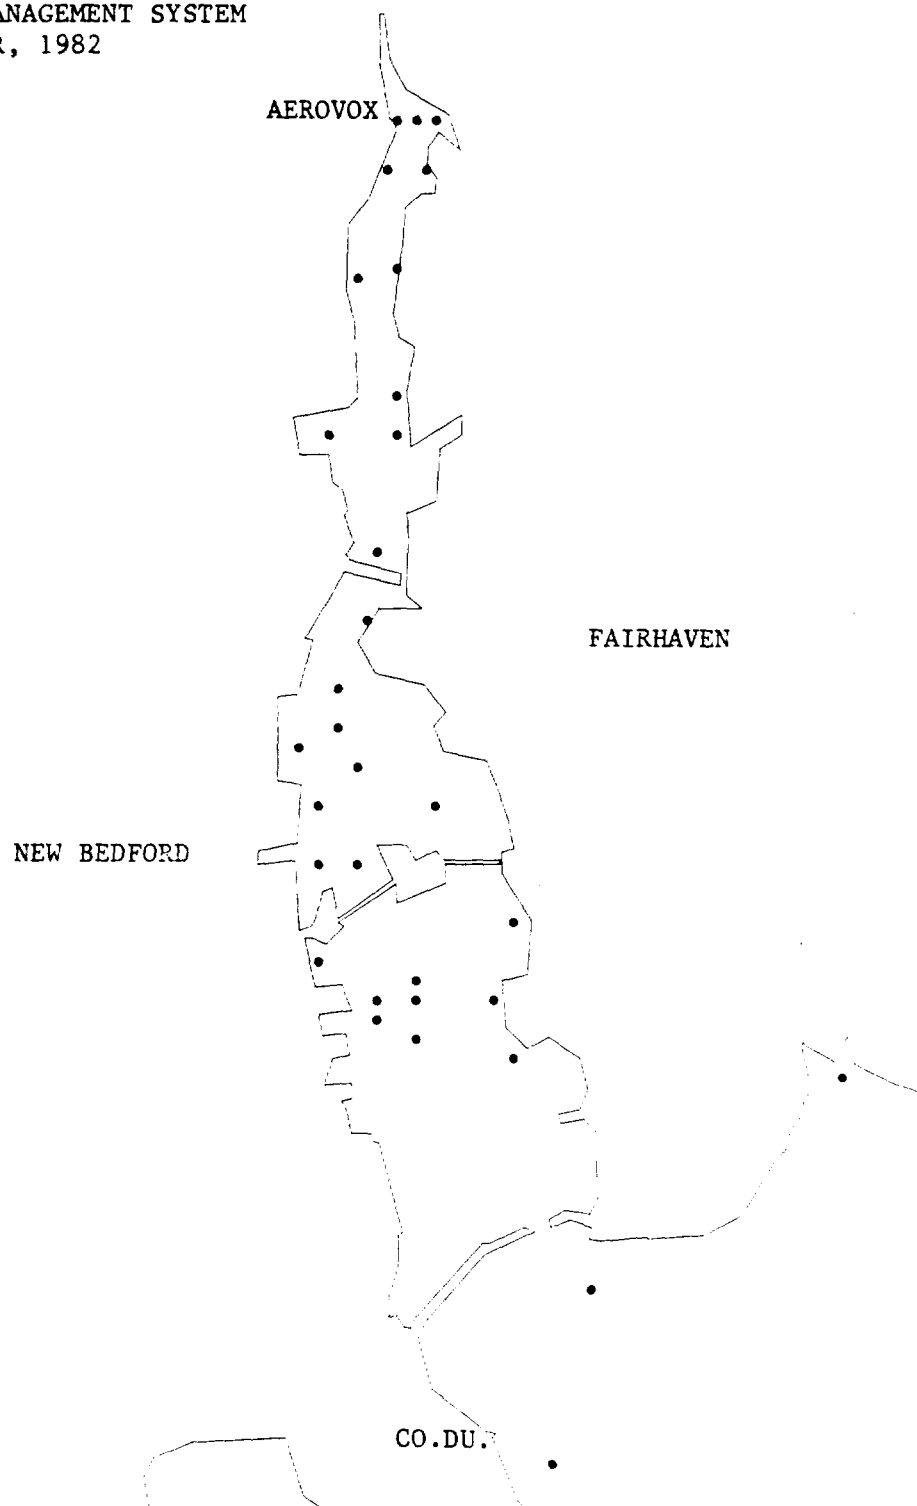 ANAGEMENT SYSTEM
R, 1982
AEROVOX
FAIRHAVEN
NEW BEDFORD
CO.DU.